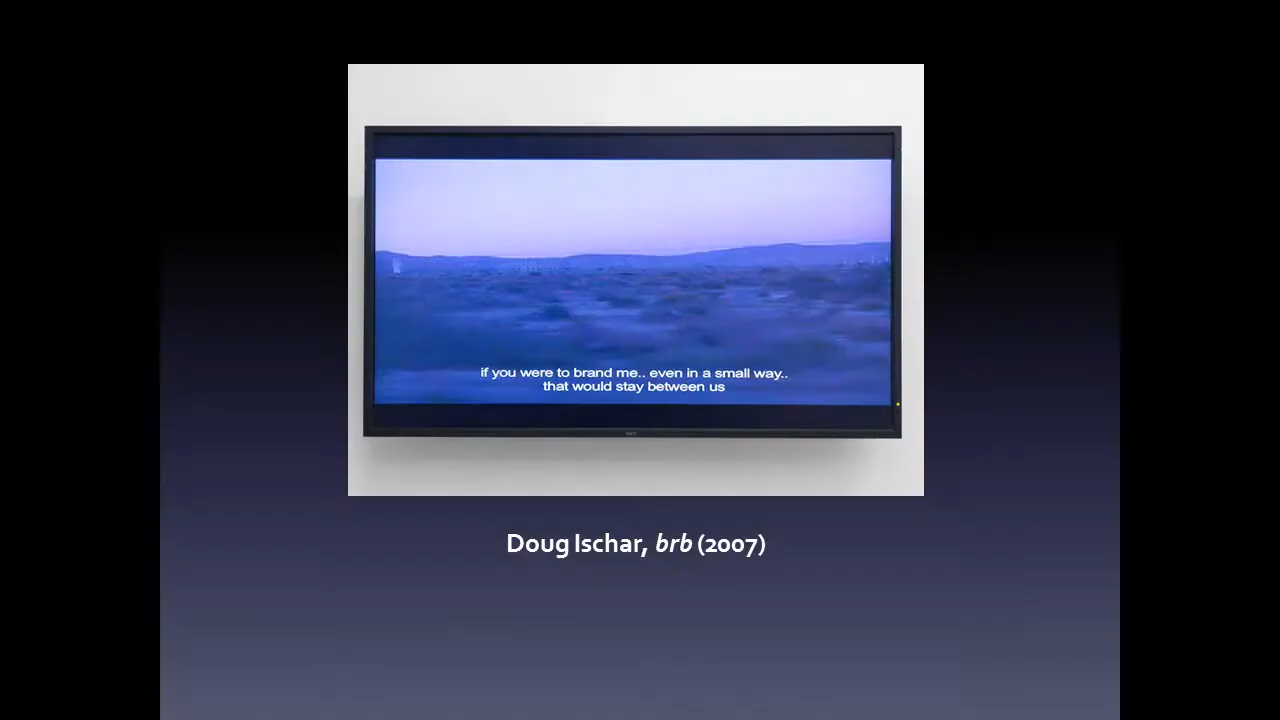 if you were to brand me.. even in a small way..
that would stay between us
Doug Ischar, brb (2007)